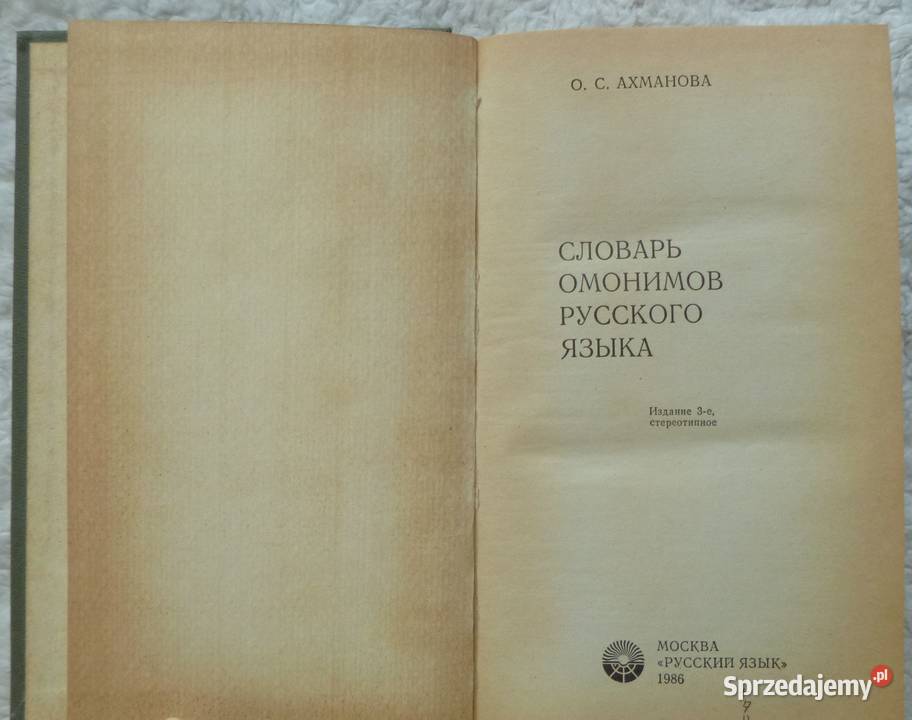 О. С. АХМАНОВА
СЛОВАРЬ
ОМОНИМОВ
РУССКОГО
ЯЗЫКА
Издание 3-е,
стереотипное
МОСКВА
«РУССКИЙ ЯЗЫК»
1986
Sprzedajemy.pl